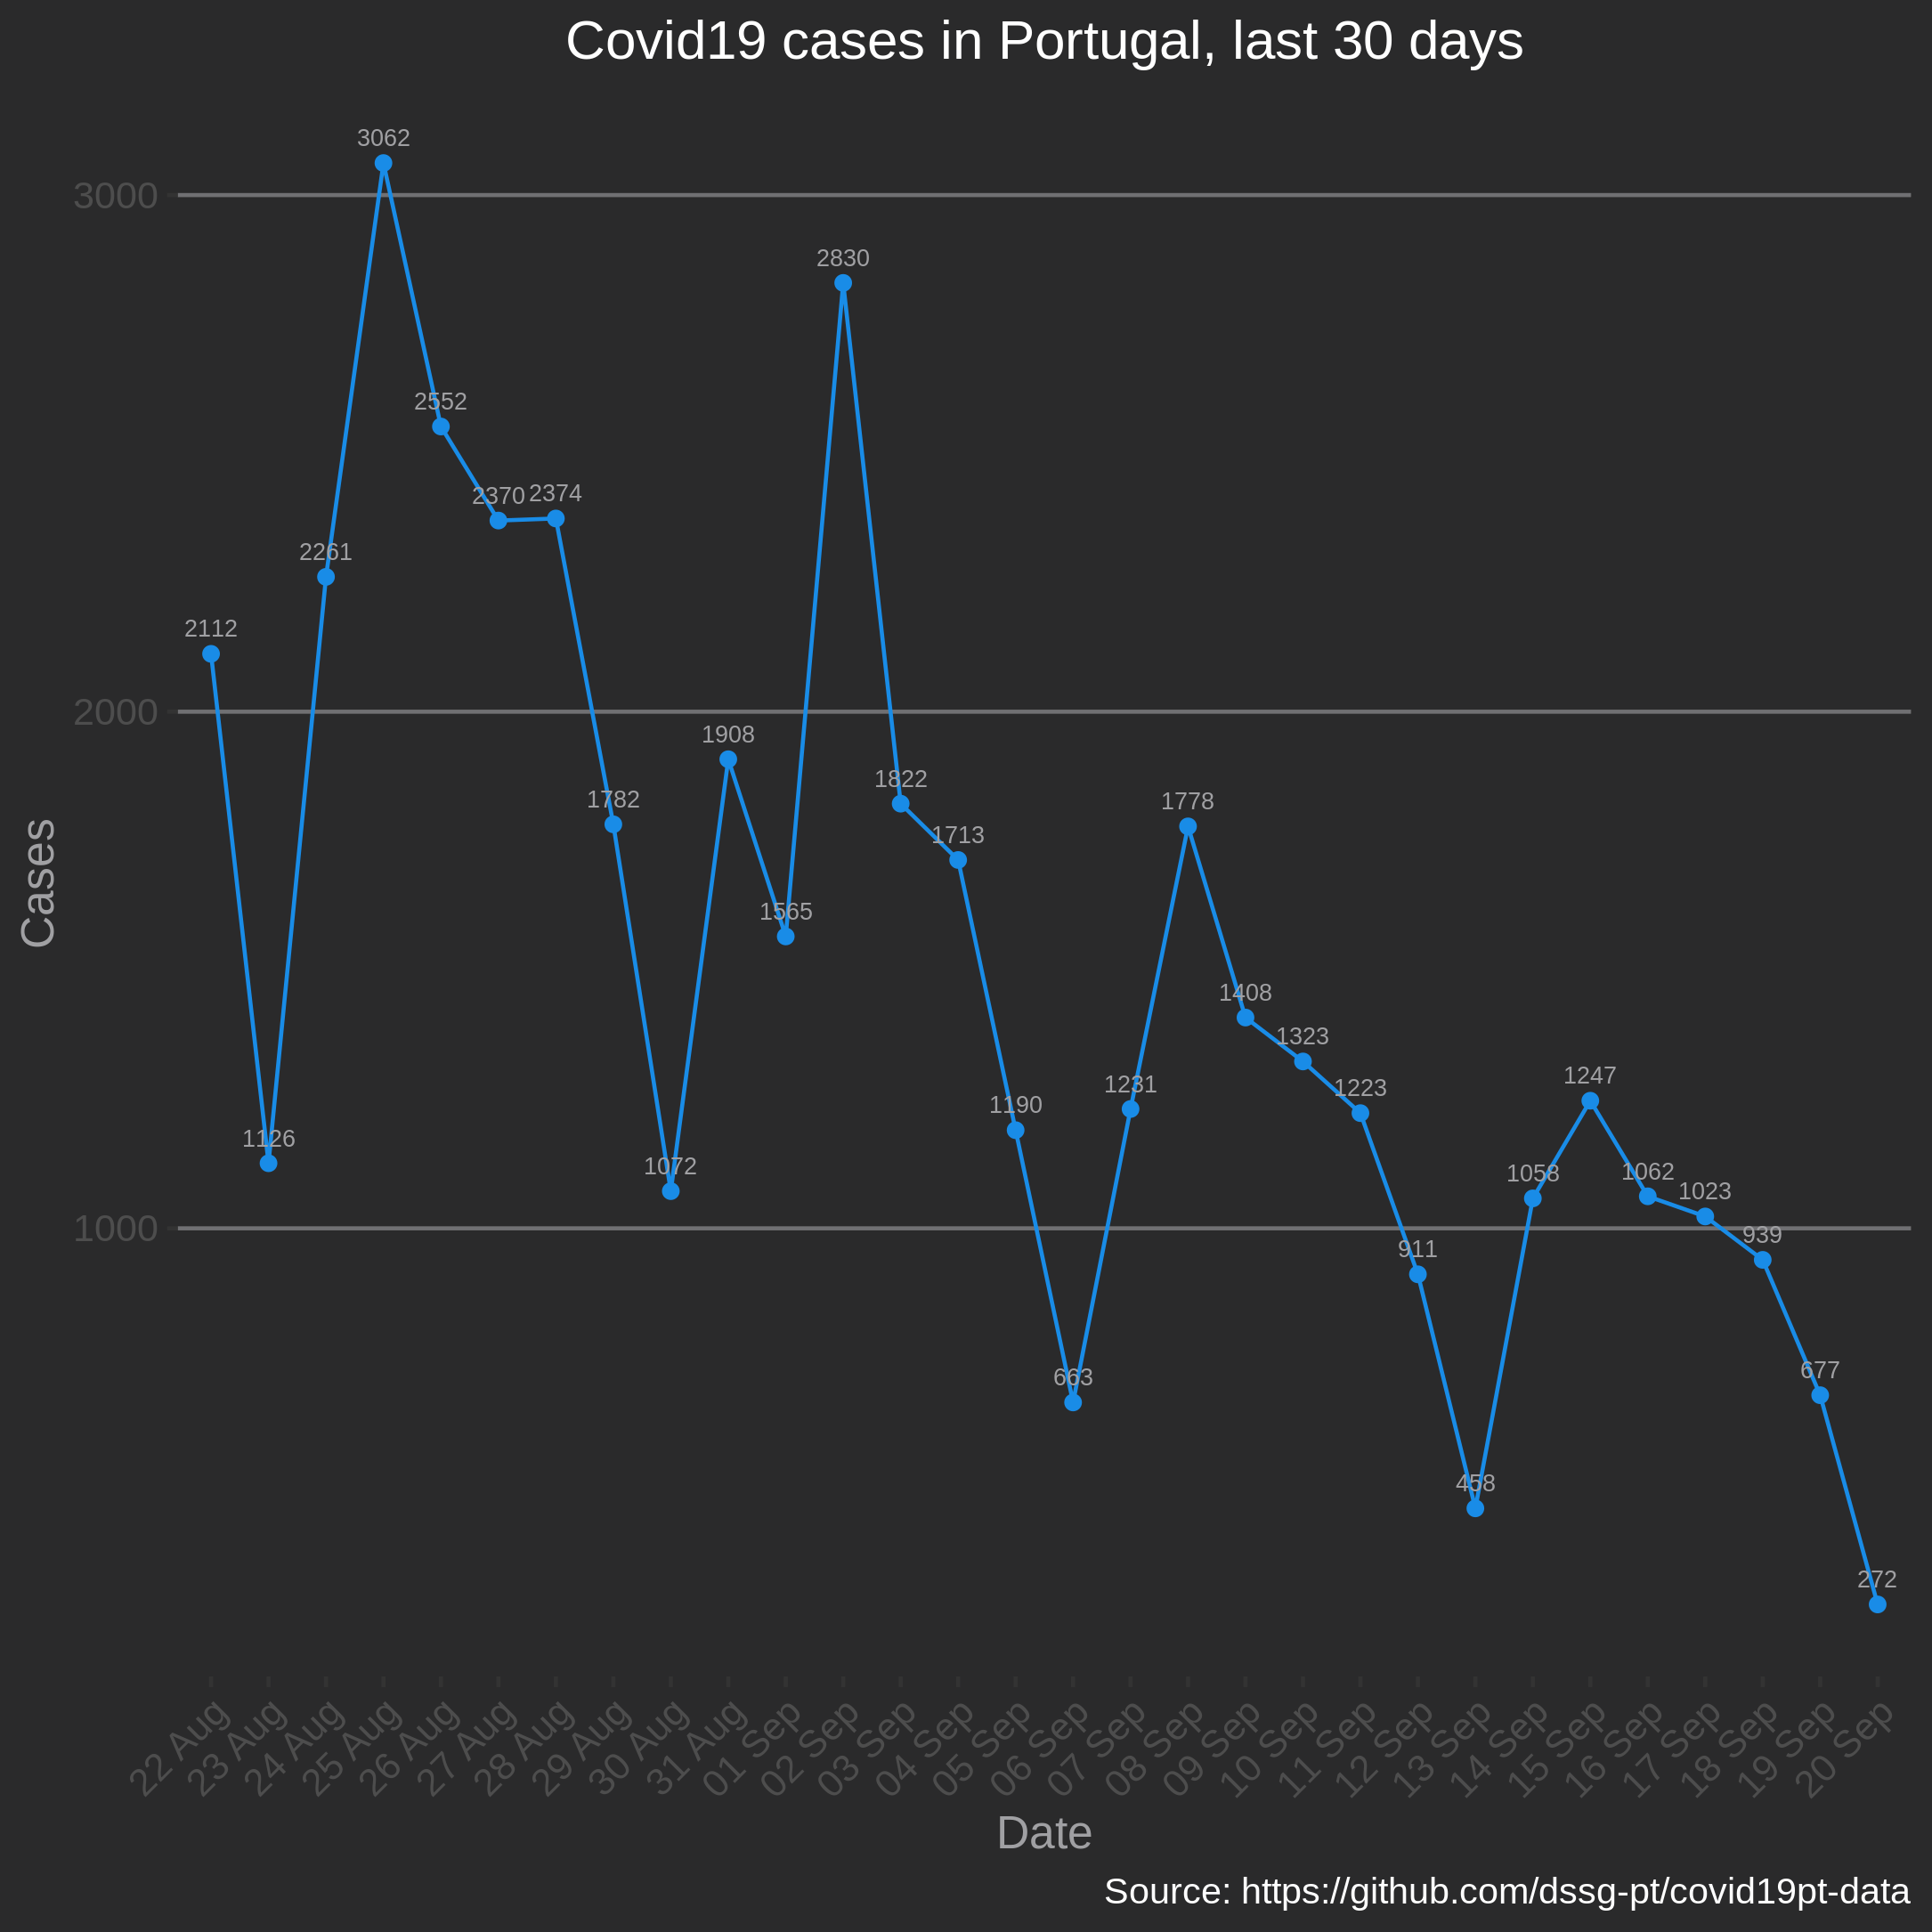 Covid19 cases in Portugal, last 30 days
3062
3000
2830
2552
2370 2374
2261
2112
2000
1908
1822
1782
1778
1713
1565
Cases
1408
1323
1247
1231
1223
1190
1126
1072
1062
1058
1023
1000
939
911
677
663
458
272
22 Aug
23 Aug
24 Aug
25 Aug
26 Aug
27 Aug
28 Aug
29 Aug
30 Aug
31 Aug
01 Sep
02 Sep
03 Sep
04 Sep
05 Sep
06 Sep
07 Sep
08 Sep
09 Sep
10 Sep
11 Sep
12 Sep
13 Sep
14 Sep
15 Sep
16 Sep
17 Sep
18 Sep
19 Sep
20 Sep
Date
Source: https://github.com/dssg-pt/covid19pt-data